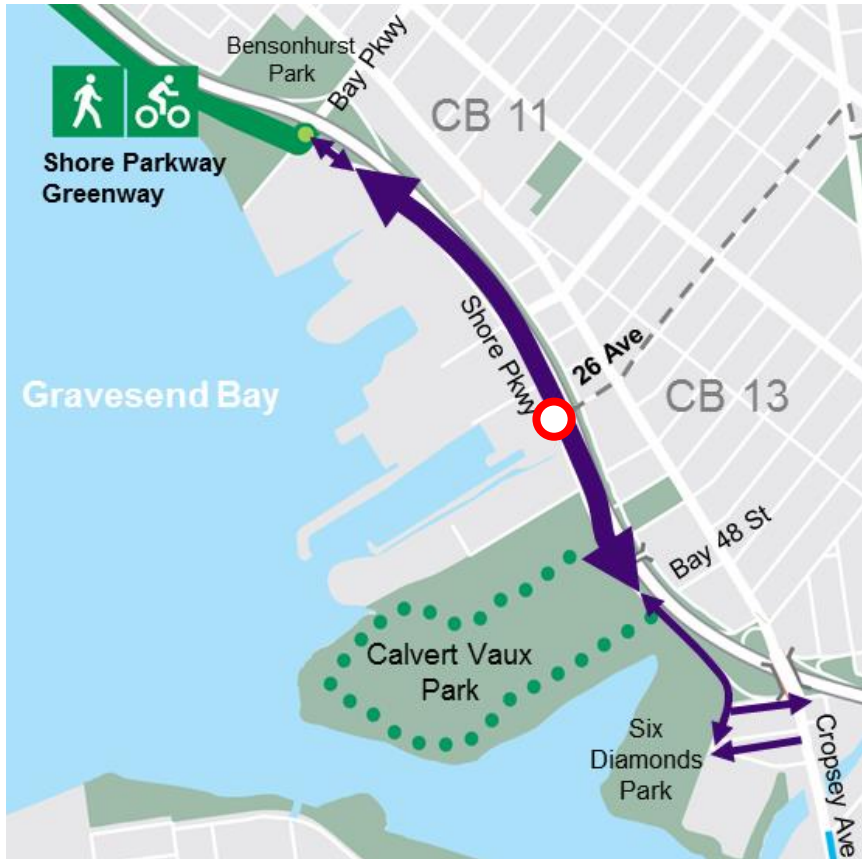 Bensonhurst
Park
Bay Pkwy
CB 11
Shore Parkway
Greenway
Shore Pkwy
26 Ave
Gravesend Bay
CB 13
Bay 48 St
Calvert Vaux
Park
Six
Diamonds
Park
Cropsey Ave